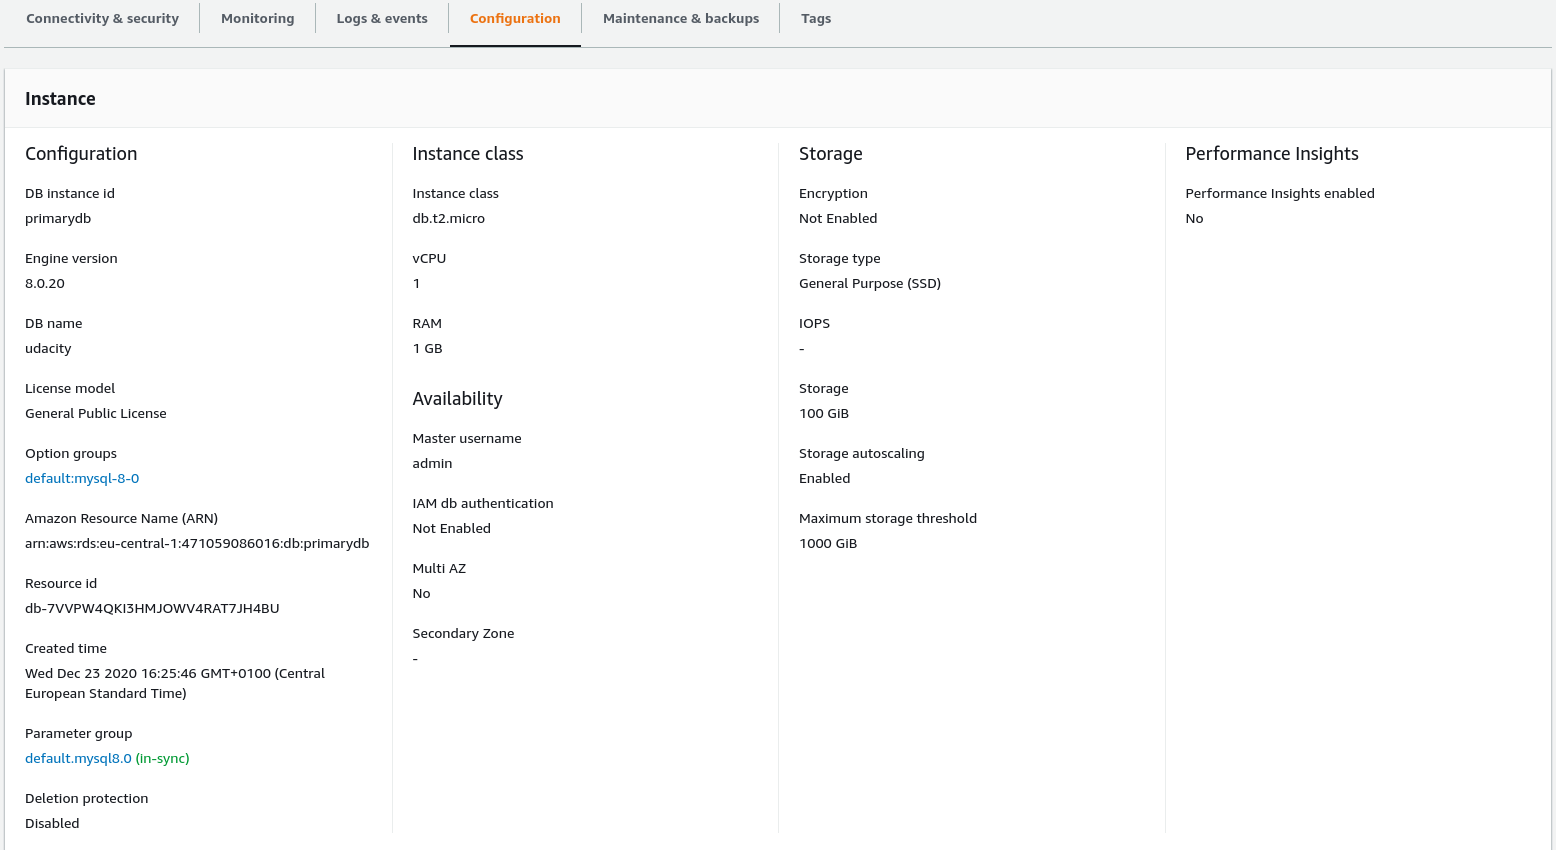 Connectivity & security
Monitoring
Logs & events
Configuration
Maintenance & backups
Tags
Instance
Configuration
DB instance id
primarydb
Engine version
8.0.20
DB name
udacity
License model
General Public License
Option groups
default:mysql-8-0
Amazon Resource Name (ARN)
arn:aws:rds:eu-central-1:471059086016:db:primarydb
Resource id
db-7VVPW4QKI3HMJOWV4RAT7JH4BU
Created time
Wed Dec 23 2020 16:25:46 GMT+0100 (Central
European Standard Time)
Parameter group
default.mysql8.0 (in-sync)
Deletion protection
Disabled
Instance class
Instance class
db.t2.micro
vCPU
1
RAM
1 GB
Availability
Master username
admin
IAM db authentication
Not Enabled
Multi AZ
No
Secondary Zone
-
Storage
Encryption
Not Enabled
Storage type
General Purpose (SSD)
IOPS
-
Storage
100 GiB
Storage autoscaling
Enabled
Maximum storage threshold
1000 GiB
Performance Insights
Performance Insights enabled
No